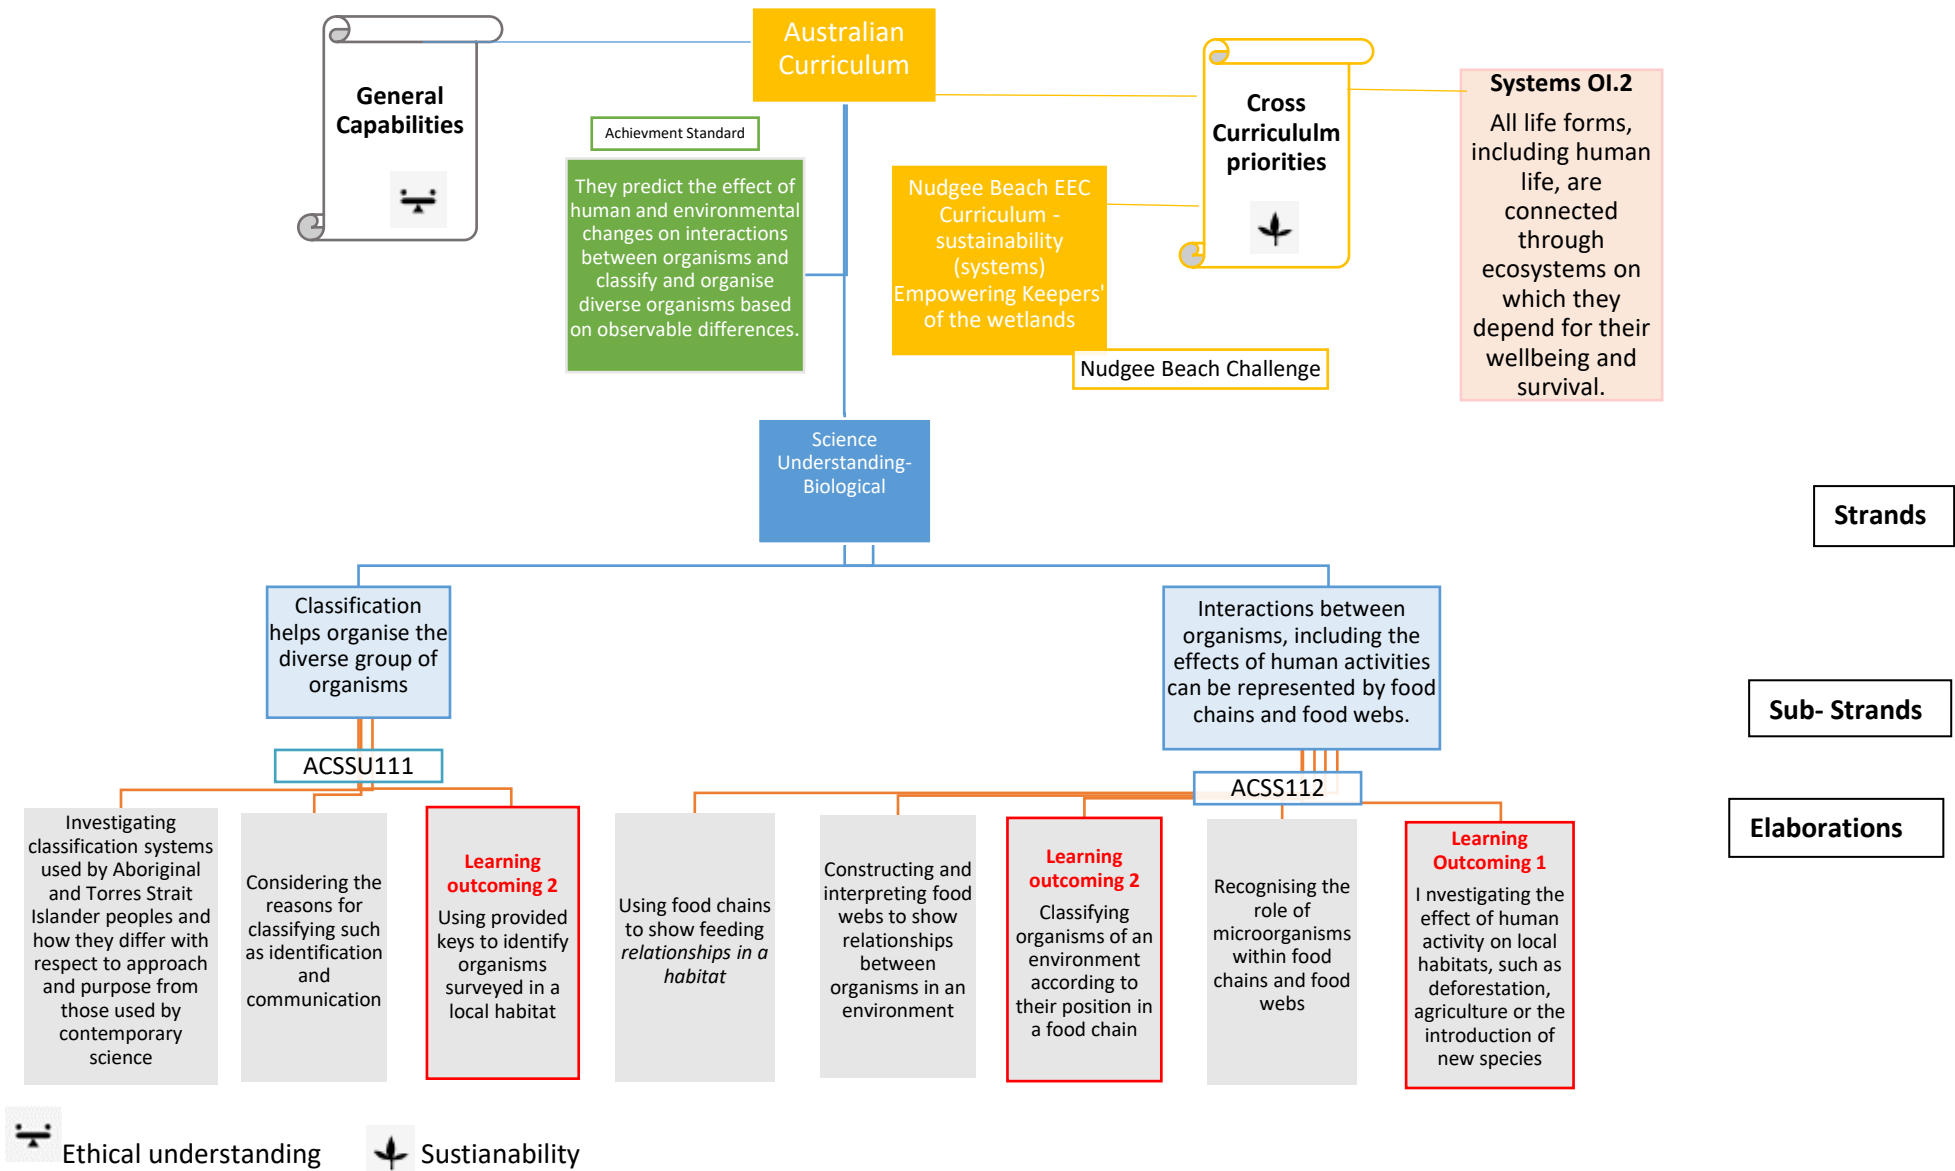 Australian
Curriculum
General
Capabilities
Cross
Curricululm
priorities
Systems OI.2
All life forms,
including human
life, are
connected
through
ecosystems on
which they
depend for their
wellbeing and
survival.
Achievment Standard
They predict the effect of
human and environmental
changes on interactions
between organisms and
classify and organise
diverse organisms based
on observable differences.
Nudgee Beach EEC
Curriculum -
sustainability
(systems)
Empowering Keepers'
of the wetlands
Nudgee Beach Challenge
Science
Understanding-
Biological
Strands
Classification
helps organise the
diverse group of
organisms
Interactions between
organisms, including the
effects of human activities
can be represented by food
chains and food webs.
Sub- Strands
ACSSU111
ACSS112
Elaborations
Investigating
classification systems
used by Aboriginal
and Torres Strait
Islander peoples and
how they differ with
respect to approach
and purpose from
those used by
contemporary
science
Considering the
reasons for
classifying such
as identification
and
communication
Learning
outcoming 2
Using provided
keys to identify
organisms
surveyed in a
local habitat
Using food chains
to show feeding
relationships in a
habitat
Constructing and
interpreting food
webs to show
relationships
between
organisms in an
environment
Learning
outcoming 2
Classifying
organisms of an
environment
according to
their position in
a food chain
Recognising the
role of
microorganisms
within food
chains and food
webs
Learning
Outcoming 1
I nvestigating the
effect of human
activity on local
habitats, such as
deforestation,
agriculture or the
introduction of
new species
Ethical understanding
Sustianability